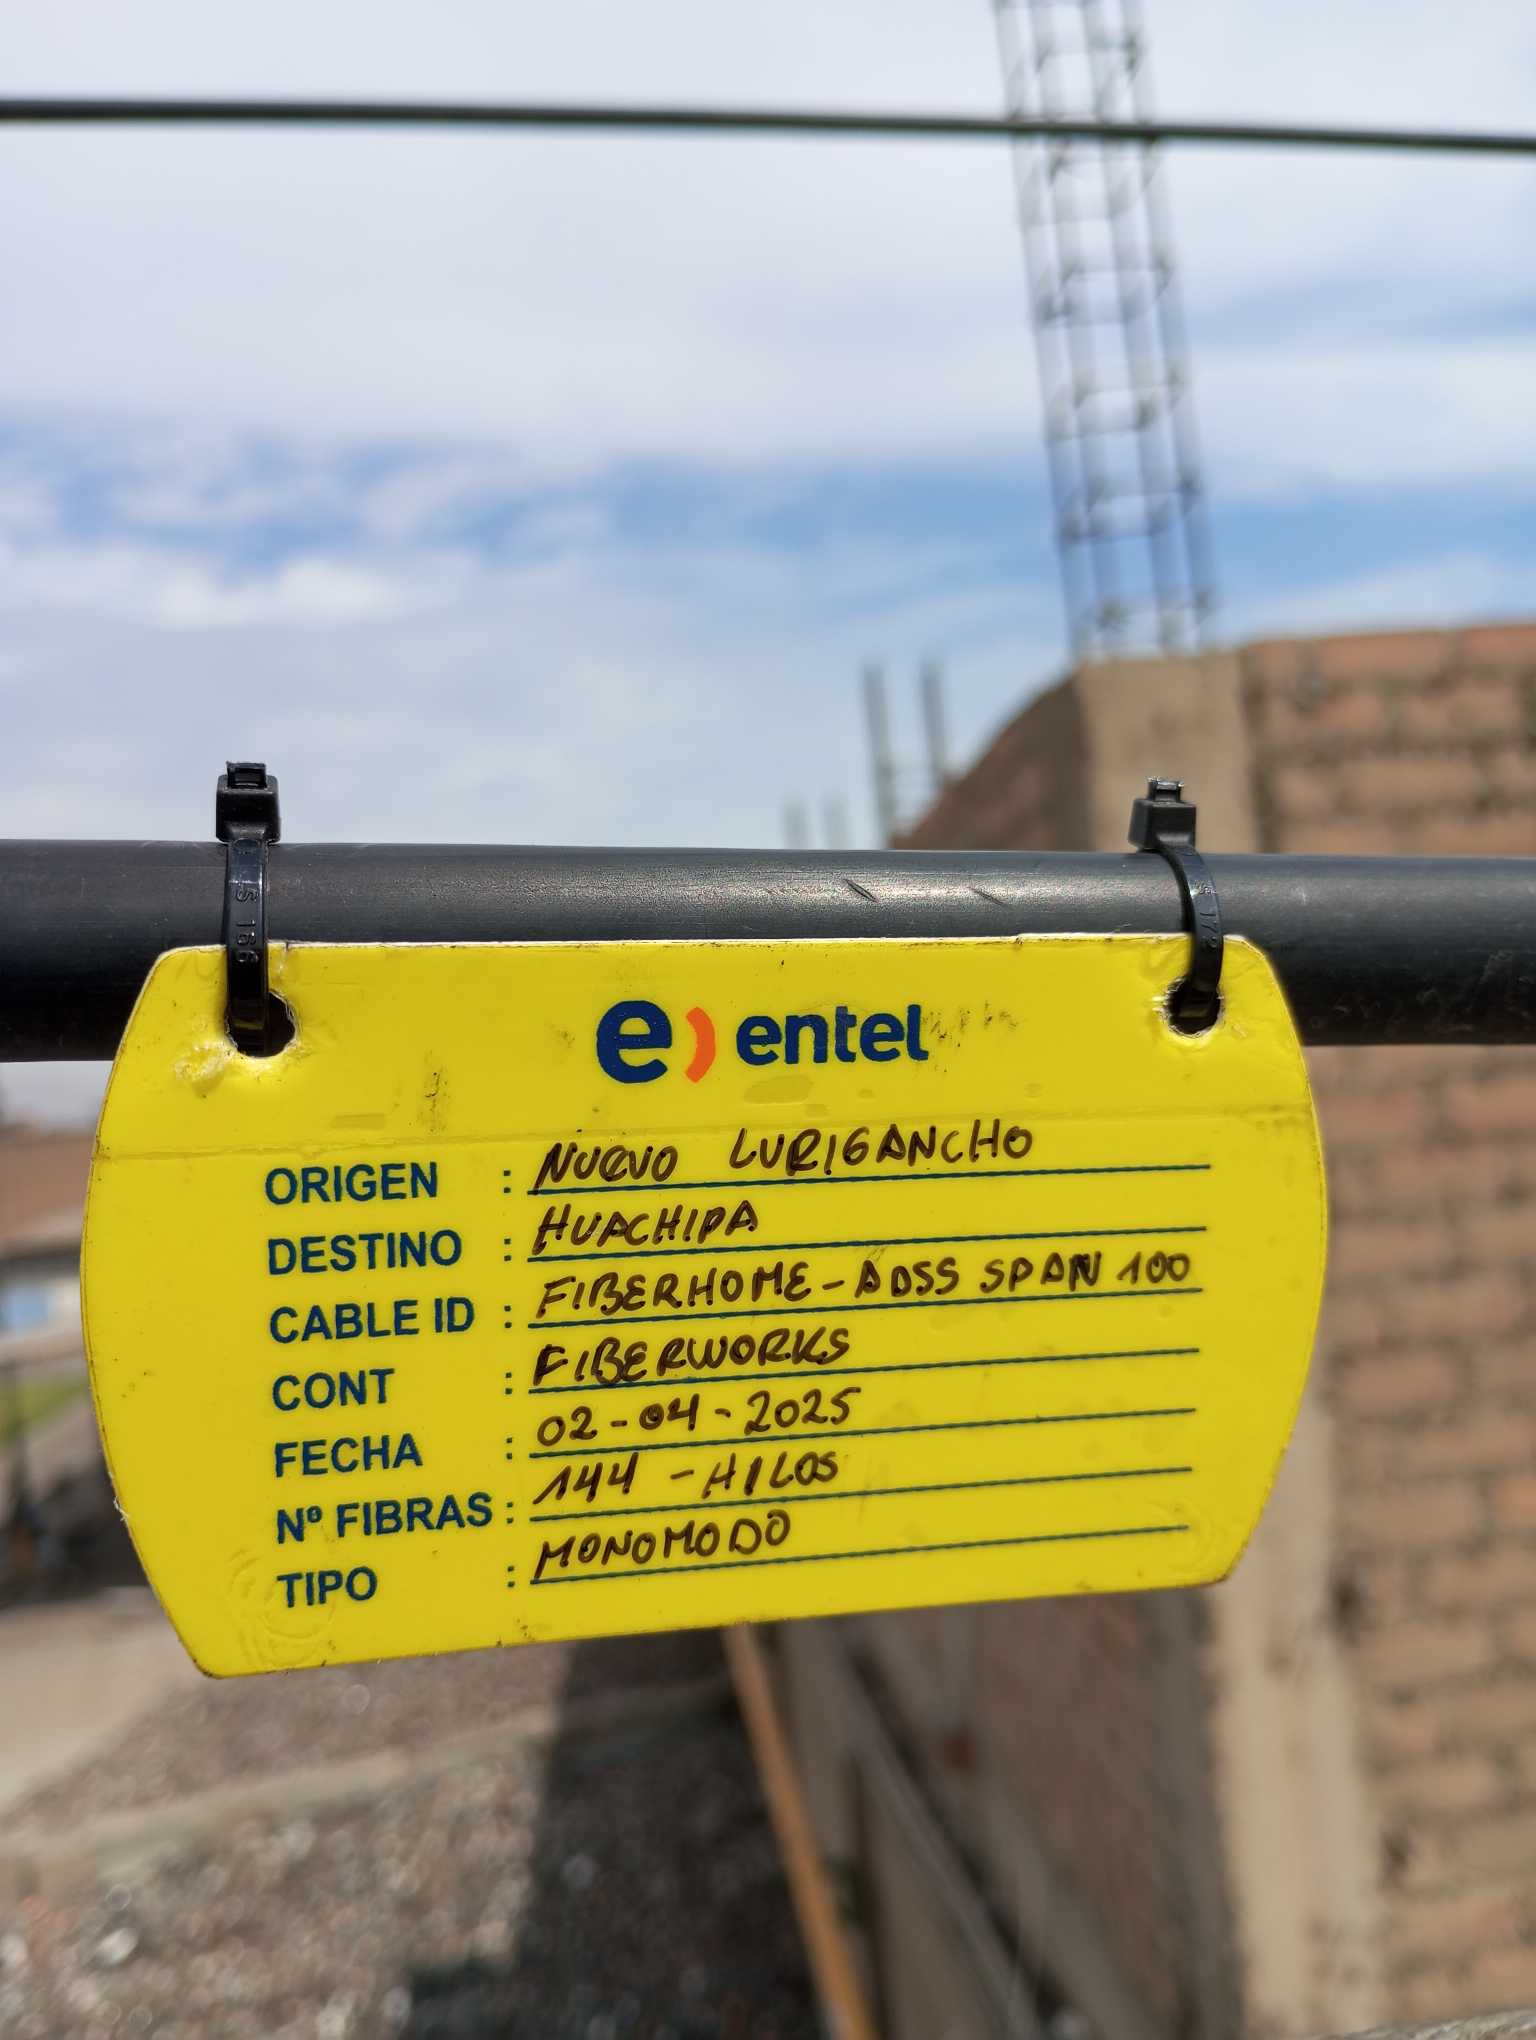 e) entel
ORIGEN : NUEVO LURIGANCHO
DESTINO : HUACHIPA
CABLE ID : FIBERHOME-ADSS SPAN 100
CONT : FIBERWORKS
FECHA : 02-04-2025
Nº FIBRAS : 144 - HILOS
TIPO : MONOMODO